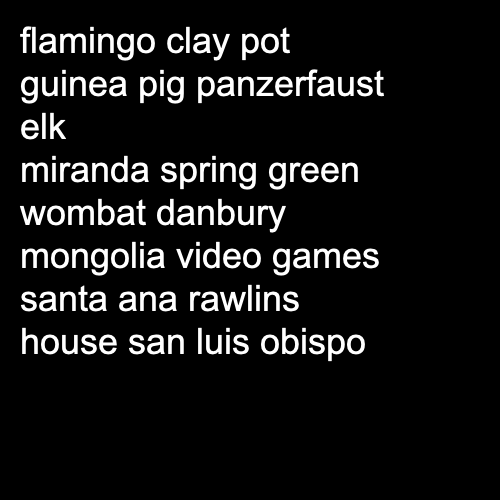 flamingo clay pot
guinea pig panzerfaust
elk
miranda spring green
wombat danbury
mongolia video games
santa ana rawlins
house san luis obispo